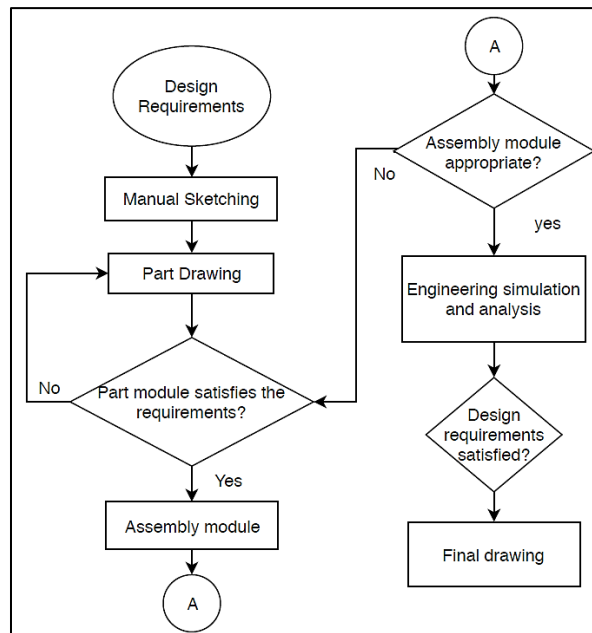 Design
Requirements
Manual Sketching
Part Drawing
No
Part module satisfies the
requirements?
Yes
Assembly module
A
A
Assembly module
appropriate?
No
yes
Engineering simulation
and analysis
Design
requirements
satisfied?
Final drawing